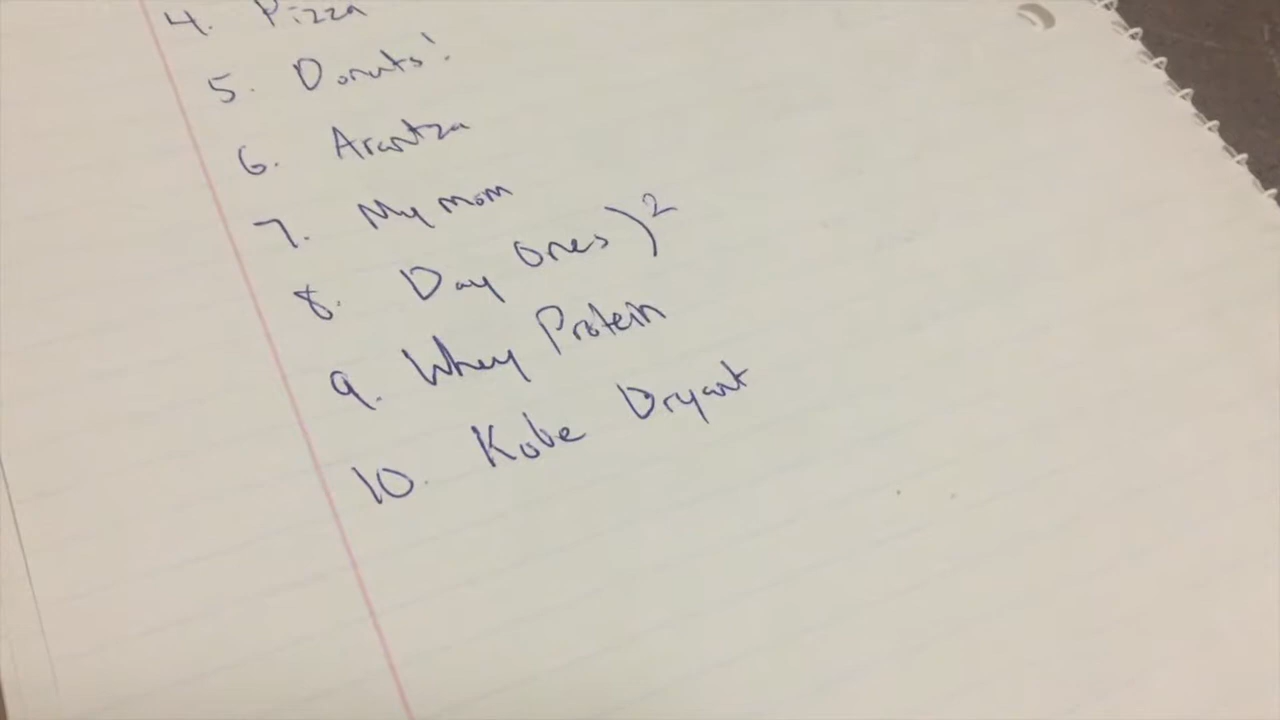 4. Pizza
5. Donuts!
6. Arantza
7. My mom
8. Day Ones)²
9. Whey Protein
10. Kobe Bryant